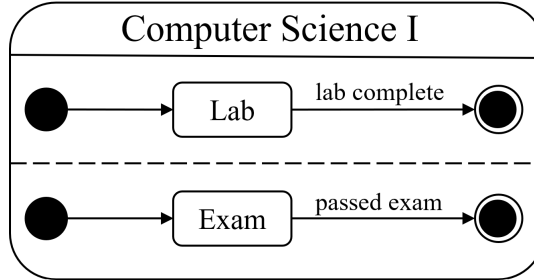 Computer Science I
Lab
lab complete
Exam
passed exam